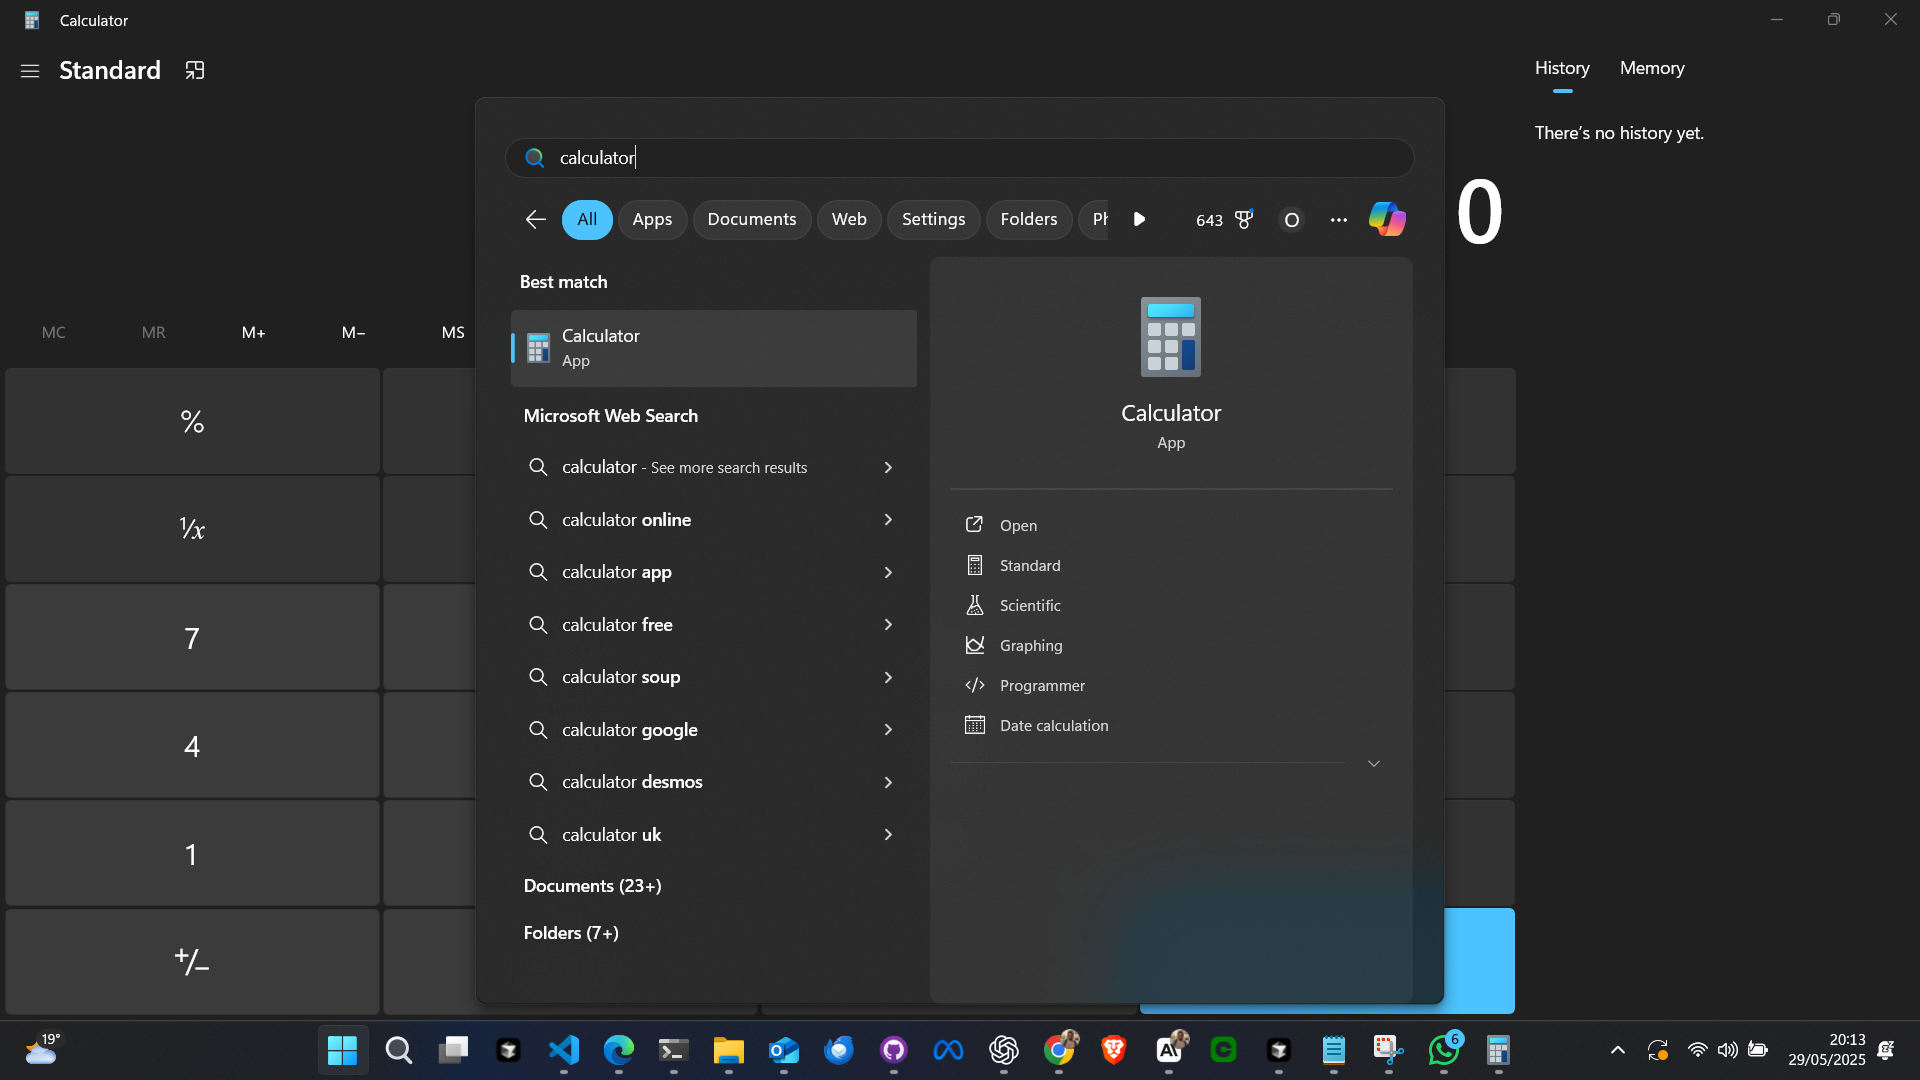 Calculator
Standard
History Memory
There's no history yet.
0
MC MR M+ M− MS
%
¹/x
7
4
1
+/−
calculator
All Apps Documents Web Settings Folders Ph
643 O
Best match
Calculator
App
Microsoft Web Search
calculator - See more search results
calculator online
calculator app
calculator free
calculator soup
calculator google
calculator desmos
calculator uk
Documents (23+)
Folders (7+)
Calculator
App
Open
Standard
Scientific
Graphing
Programmer
Date calculation
19°
6
20:13
29/05/2025